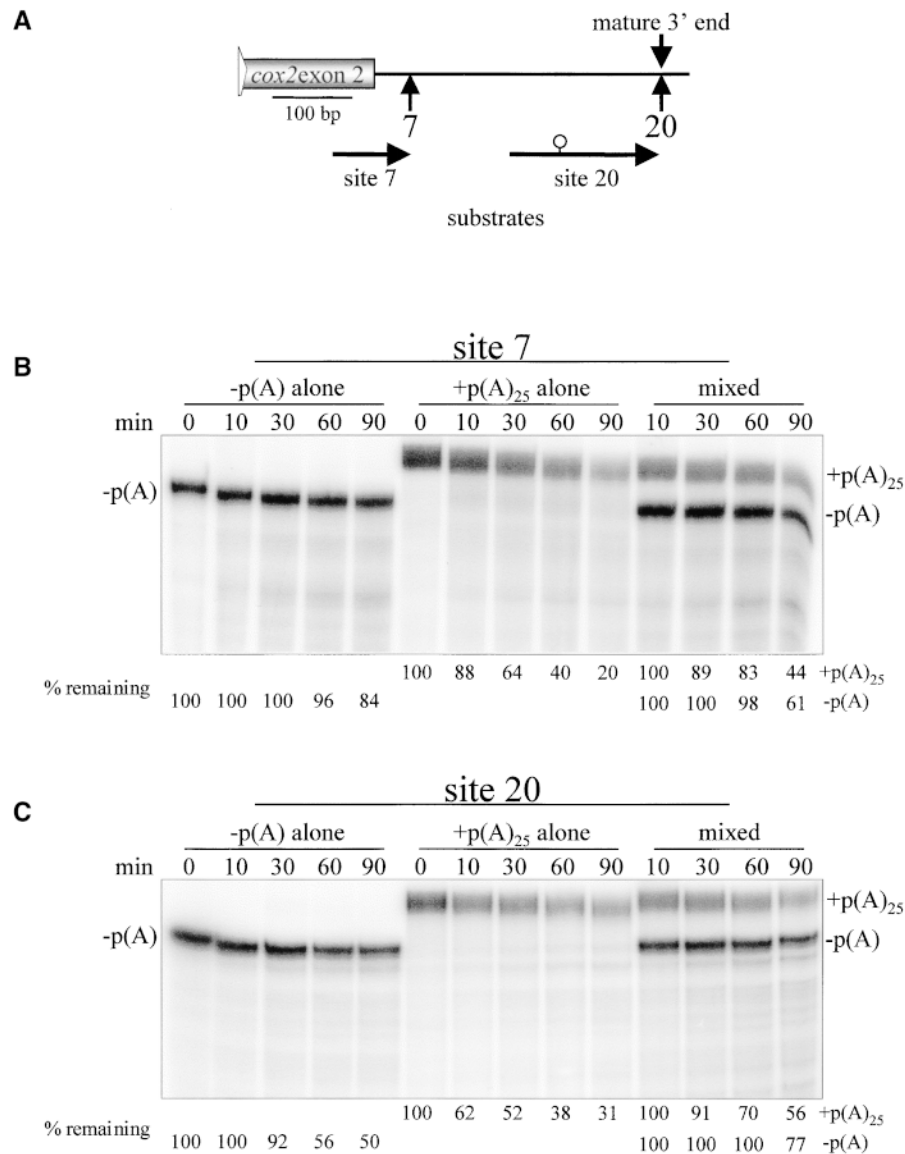 A
mature 3' end
cox2exon 2
100 bp
7
20
site 7
site 20
substrates
B
site 7
-p(A) alone
+p(A)25 alone
mixed
min 0 10 30 60 90 0 10 30 60 90 10 30 60 90
-p(A)
+p(A)25
-p(A)
100 88 64 40 20 100 89 83 44 +p(A)25
% remaining
100 100 100 96 84 100 100 98 61 -p(A)
C
site 20
-p(A) alone
+p(A)25 alone
mixed
min 0 10 30 60 90 0 10 30 60 90 10 30 60 90
+p(A)25
-p(A)
-p(A)
100 62 52 38 31 100 91 70 56 +p(A)25
% remaining
100 100 92 56 50 100 100 100 77 -p(A)